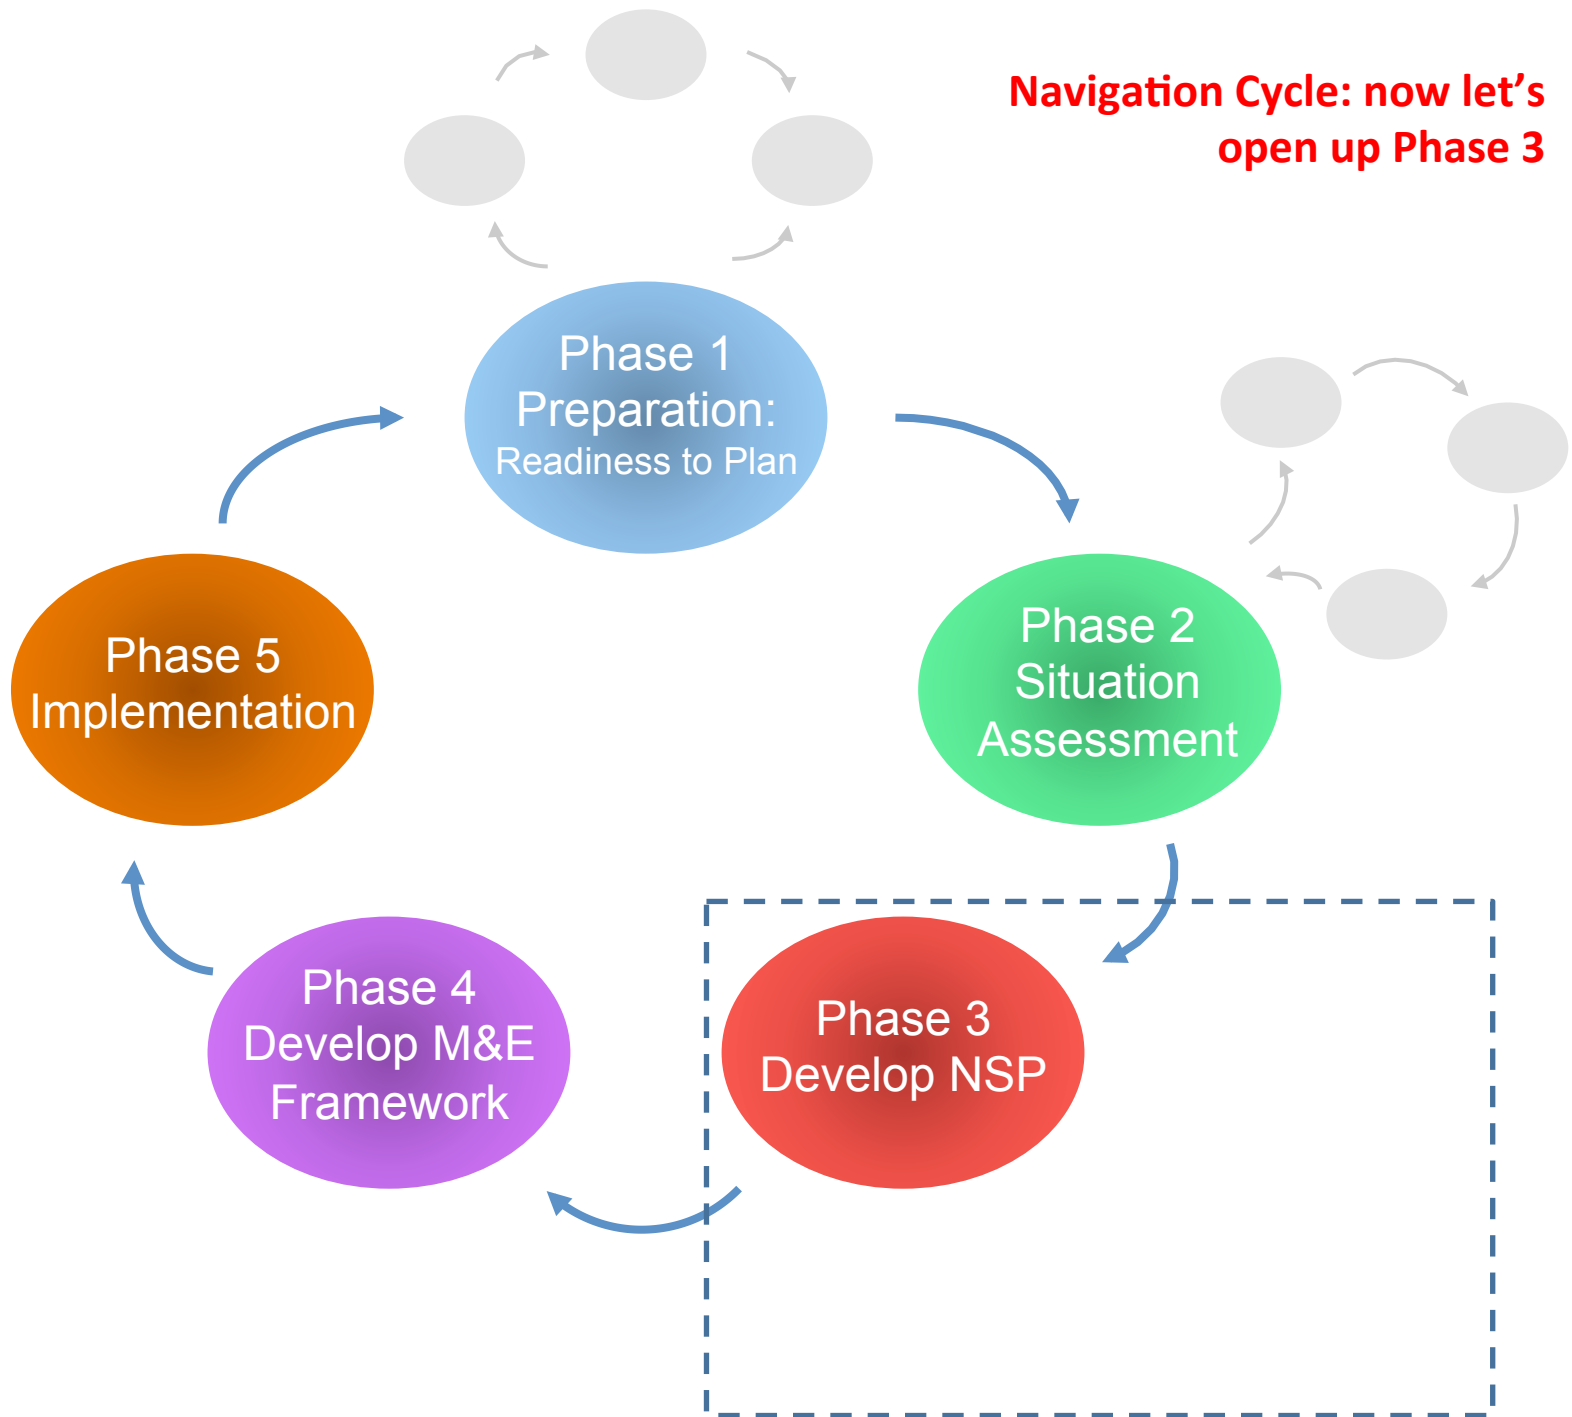 Navigation Cycle: now let’s
open up Phase 3
Phase 1
Preparation:
Readiness to Plan
Phase 2
Situation
Assessment
Phase 3
Develop NSP
Phase 4
Develop M&E
Framework
Phase 5
Implementation